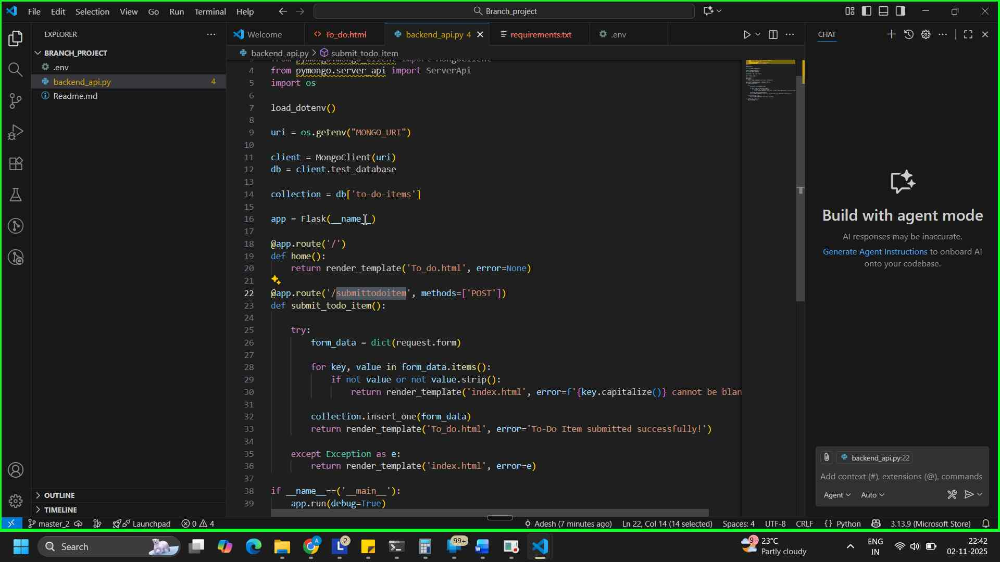 File Edit Selection View Go Run Terminal Help
Branch_project
EXPLORER
BRANCH_PROJECT
.env
backend_api.py 4
Readme.md
OUTLINE
TIMELINE
Welcome
To_do.html
backend_api.py 4
requirements.txt
.env
backend_api.py > submit_todo_item
3 from pymongo.mongo_client import MongoClient
4 from pymongo.server_api import ServerApi
5 import os
6
7 load_dotenv()
8
9 uri = os.getenv("MONGO_URI")
10
11 client = MongoClient(uri)
12 db = client.test_database
13
14 collection = db['to-do-items']
15
16 app = Flask(__name__)
17
18 @app.route('/')
19 def home():
20 return render_template('To_do.html', error=None)
21
22 @app.route('/submittodoitem', methods=['POST'])
23 def submit_todo_item():
24
25 try:
26 form_data = dict(request.form)
27
28 for key, value in form_data.items():
29 if not value or not value.strip():
30 return render_template('index.html', error=f'{key.capitalize()} cannot be blan
31
32 collection.insert_one(form_data)
33 return render_template('To_do.html', error='To-Do Item submitted successfully!')
34
35 except Exception as e:
36 return render_template('index.html', error=e)
37
38 if __name__==('__main__'):
39 app.run(debug=True)
CHAT
Build with agent mode
AI responses may be inaccurate.
Generate Agent Instructions to onboard AI
onto your codebase.
backend_api.py:22
Add context (#), extensions (@), commands
Agent Auto
master_2 Launchpad 0 4 Adesh (7 minutes ago) Ln 22, Col 14 (14 selected) Spaces: 4 UTF-8 CRLF {} Python 3.13.9 (Microsoft Store)
Search
2
99+
9+
23°C
Partly cloudy
ENG
IN
22:42
02-11-2025